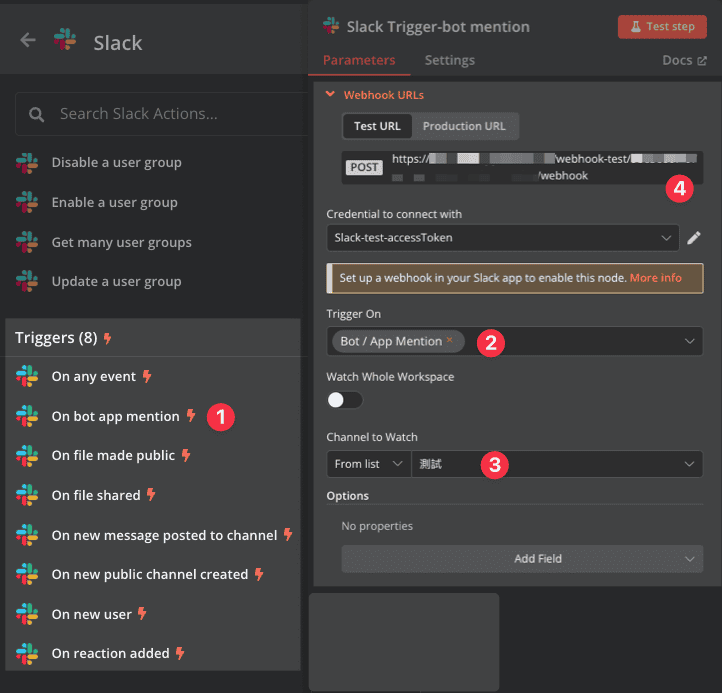 Slack
Search Slack Actions...
Disable a user group
Enable a user group
Get many user groups
Update a user group
Triggers (8)
On any event
On bot app mention
1
On file made public
On file shared
On new message posted to channel
On new public channel created
On new user
On reaction added
Slack Trigger-bot mention
Test step
Parameters
Settings
Docs
Webhook URLs
Test URL
Production URL
POST
https://
/webhook-test/
/webhook
4
Credential to connect with
Slack-test-accessToken
Set up a webhook in your Slack app to enable this node. More info
Trigger On
Bot / App Mention ×
2
Watch Whole Workspace
Channel to Watch
From list
測試
3
Options
No properties
Add Field